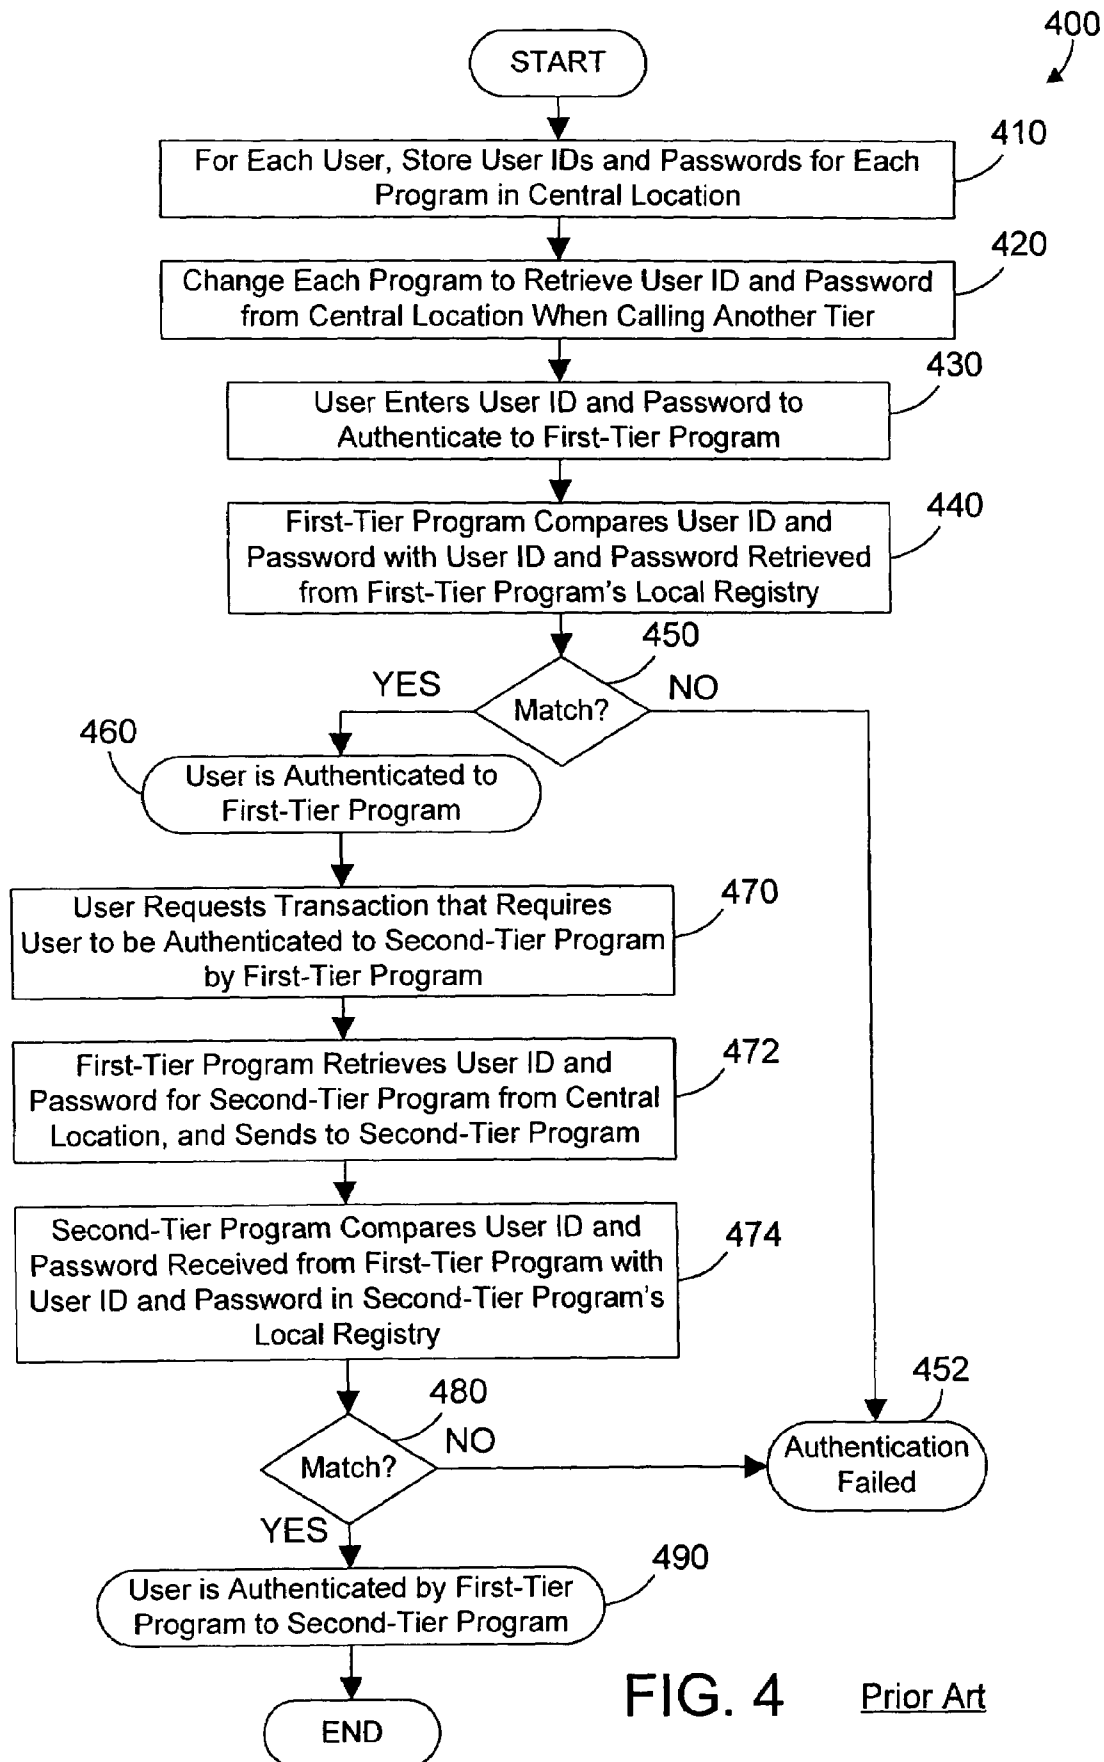 400
START
410
For Each User, Store User IDs and Passwords for Each
Program in Central Location
420
Change Each Program to Retrieve User ID and Password
from Central Location When Calling Another Tier
430
User Enters User ID and Password to
Authenticate to First-Tier Program
440
First-Tier Program Compares User ID and
Password with User ID and Password Retrieved
from First-Tier Program's Local Registry
450
YES
Match?
NO
460
User is Authenticated to
First-Tier Program
470
User Requests Transaction that Requires
User to be Authenticated to Second-Tier Program
by First-Tier Program
472
First-Tier Program Retrieves User ID and
Password for Second-Tier Program from Central
Location, and Sends to Second-Tier Program
474
Second-Tier Program Compares User ID and
Password Received from First-Tier Program with
User ID and Password in Second-Tier Program's
Local Registry
480
Match?
NO
452
Authentication
Failed
YES
490
User is Authenticated by First-Tier
Program to Second-Tier Program
END
FIG. 4
Prior Art